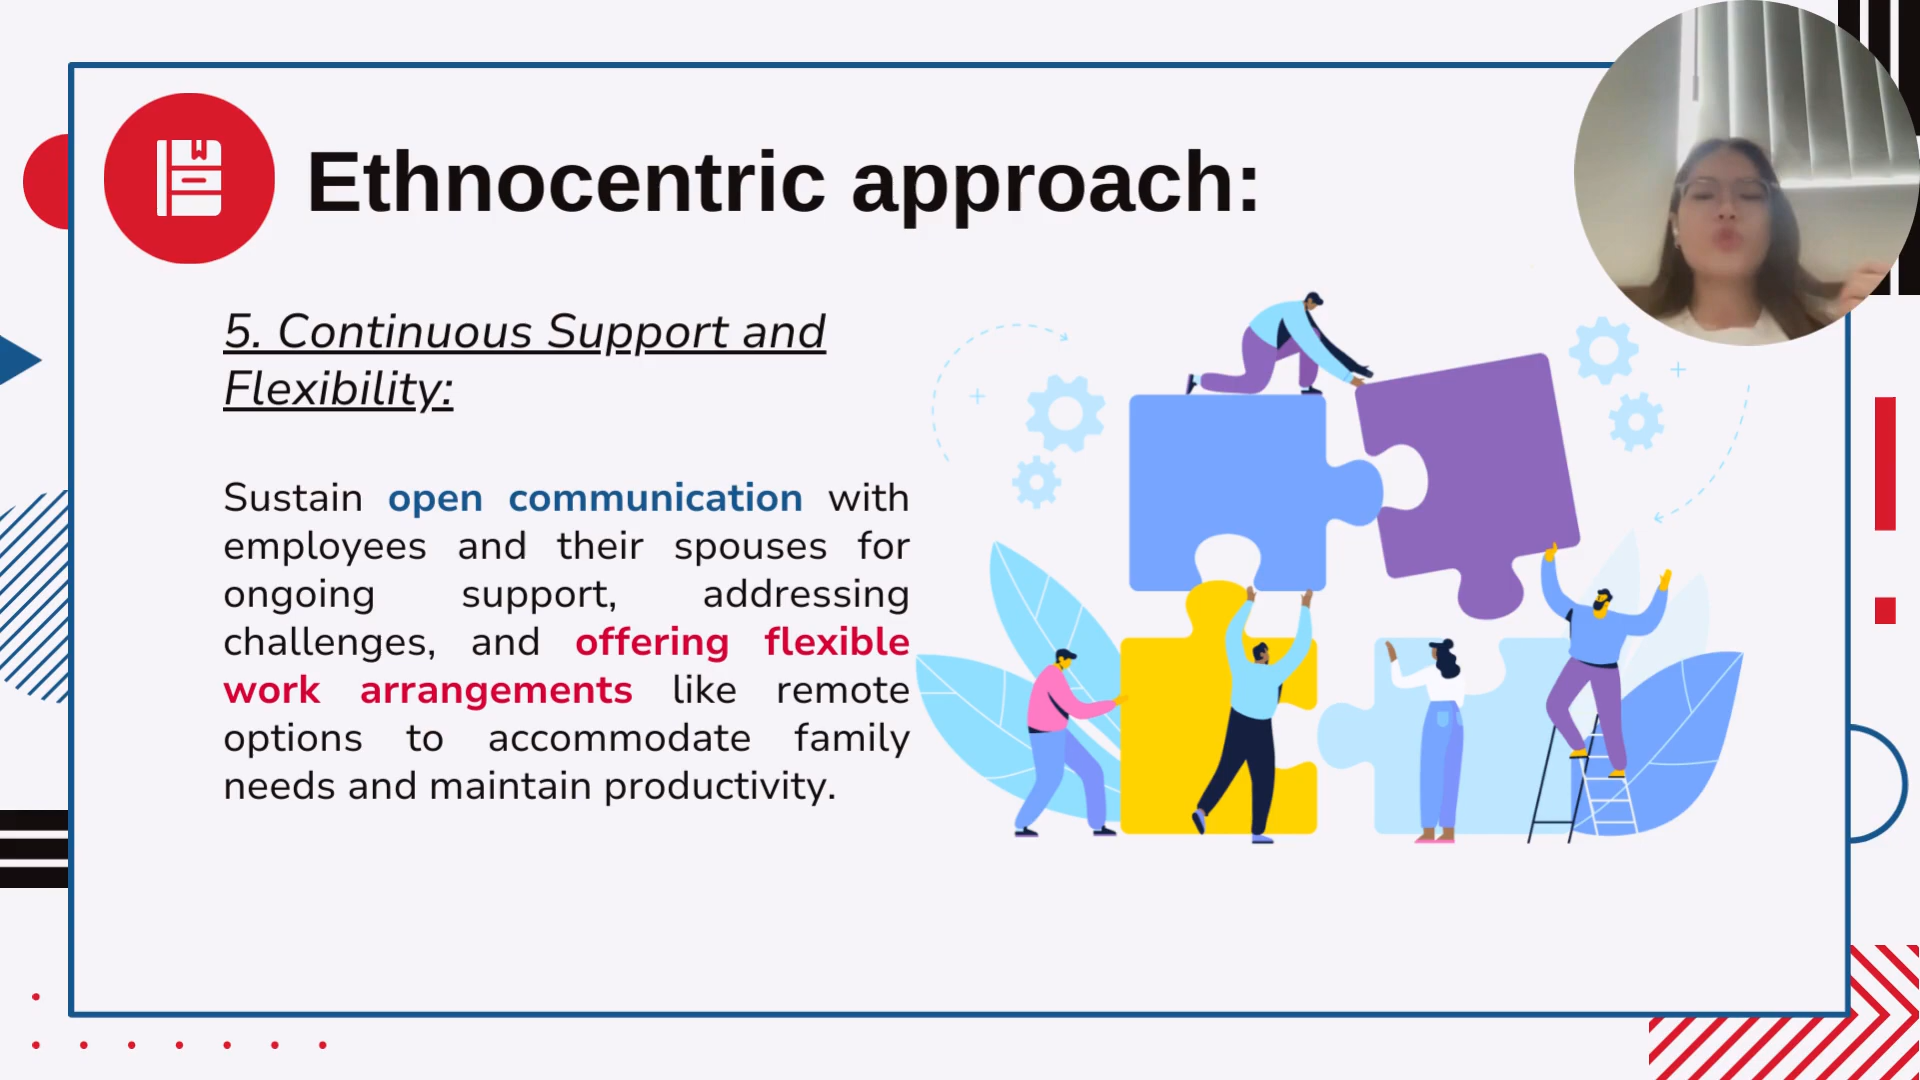 Ethnocentric approach:
5. Continuous Support and
Flexibility:
Sustain open communication with
employees and their spouses for
ongoing support, addressing
challenges, and offering flexible
work arrangements like remote
options to accommodate family
needs and maintain productivity.